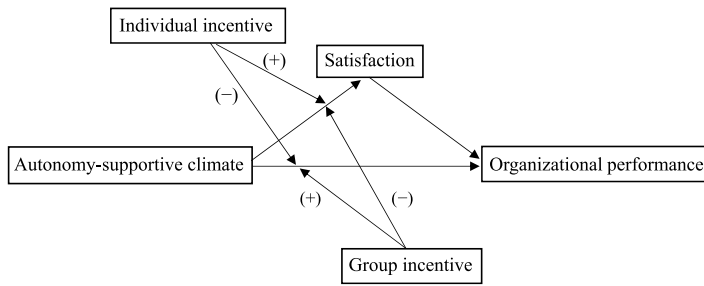 Individual incentive
(+)
Satisfaction
(−)
Autonomy-supportive climate
Organizational performance
(+)
(−)
Group incentive